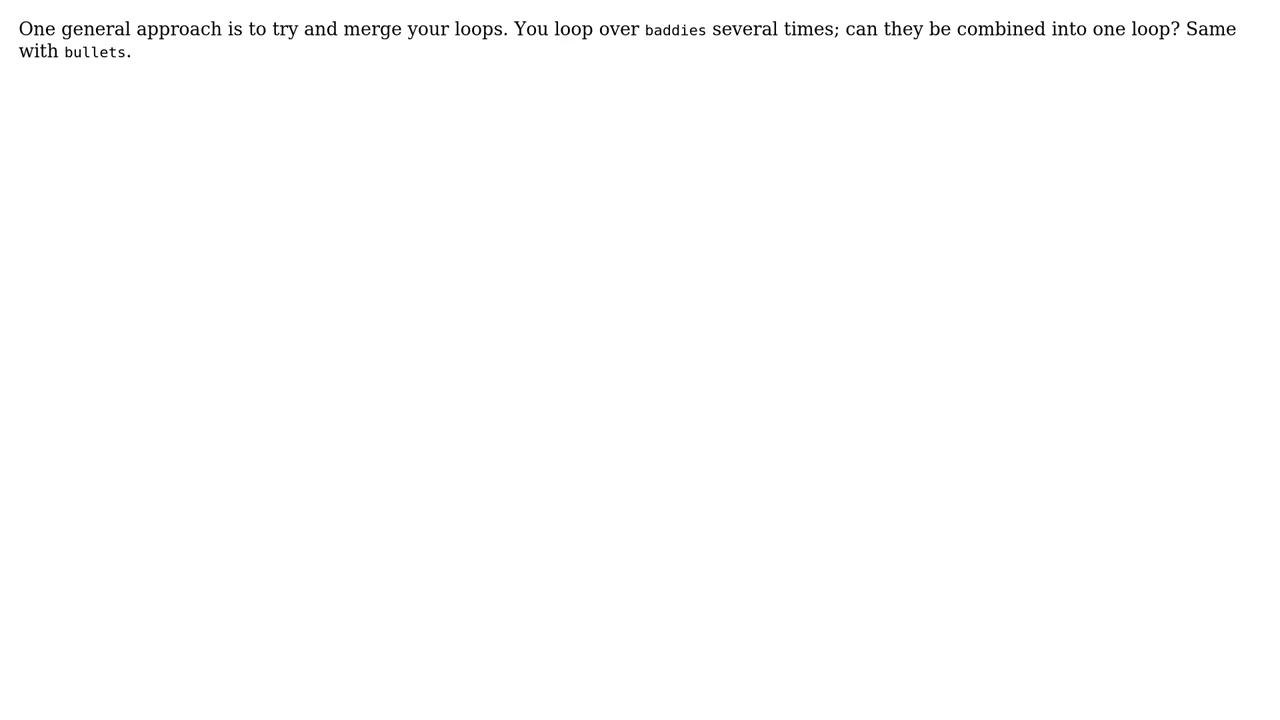 One general approach is to try and merge your loops. You loop over baddies several times; can they be combined into one loop? Same
with bullets.